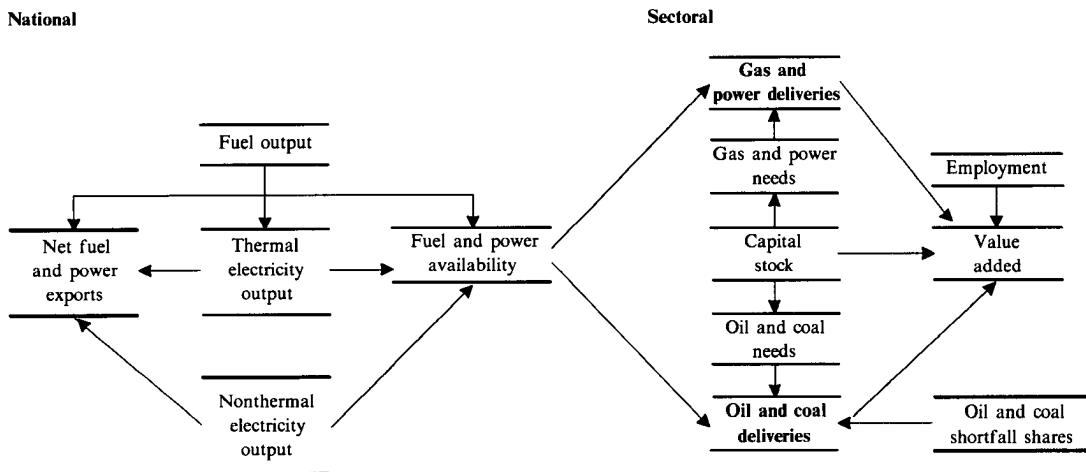 National
Sectoral
Gas and
power deliveries
Fuel output
Gas and power
needs
Employment
Net fuel
and power
exports
Thermal
electricity
output
Fuel and power
availability
Capital
stock
Value
added
Oil and coal
needs
Nonthermal
electricity
output
Oil and coal
deliveries
Oil and coal
shortfall shares